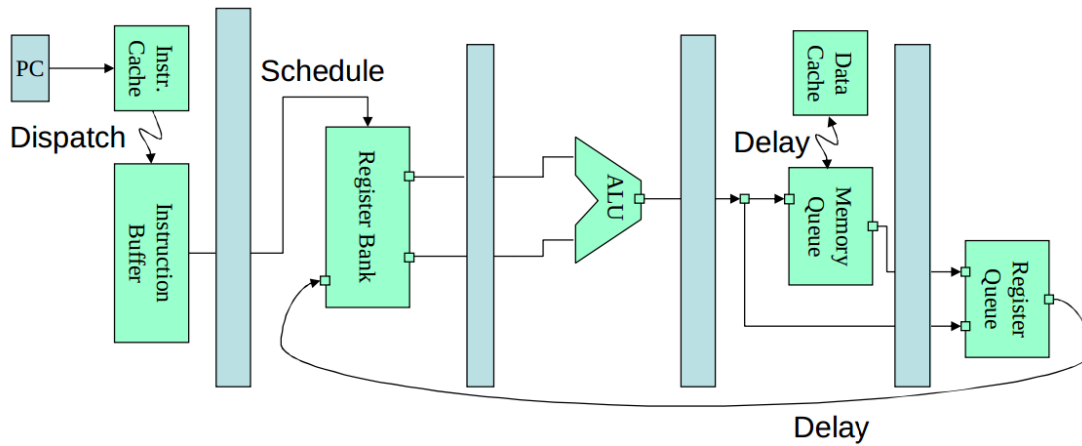 PC
Instr.
Cache
Dispatch
Instruction
Buffer
Schedule
Register Bank
ALU
Data
Cache
Delay
Memory
Queue
Register
Queue
Delay